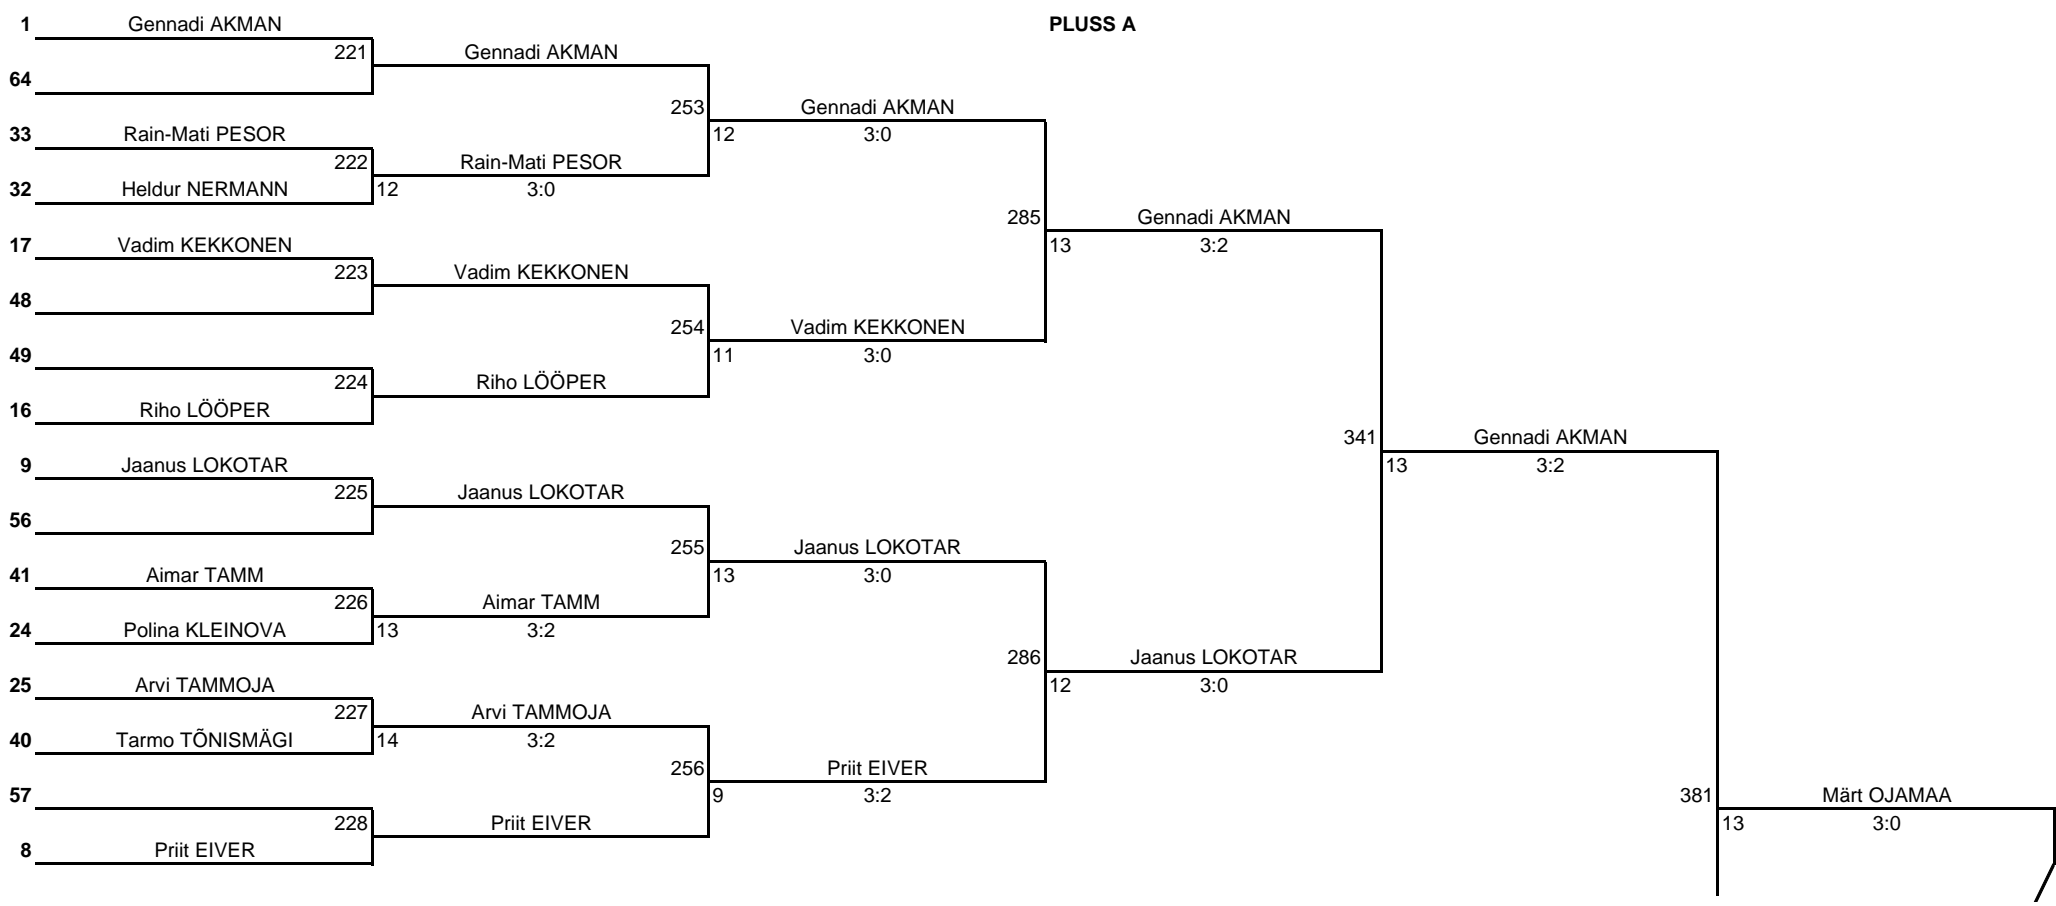 1 Gennadi AKMAN PLUSS A
221 Gennadi AKMAN
64
253 Gennadi AKMAN
33 Rain-Mati PESOR 12 3:0
222 Rain-Mati PESOR
32 Heldur NERMANN 12 3:0
285 Gennadi AKMAN
17 Vadim KEKKONEN 13 3:2
223 Vadim KEKKONEN
48
254 Vadim KEKKONEN
49 11 3:0
224 Riho LÖÖPER
16 Riho LÖÖPER
341 Gennadi AKMAN
9 Jaanus LOKOTAR 13 3:2
225 Jaanus LOKOTAR
56
255 Jaanus LOKOTAR
41 Aimar TAMM 13 3:0
226 Aimar TAMM
24 Polina KLEINOVA 13 3:2
286 Jaanus LOKOTAR
25 Arvi TAMMOJA 12 3:0
227 Arvi TAMMOJA
40 Tarmo TÕNISMÄGI 14 3:2
256 Priit EIVER
57 9 3:2 381 Märt OJAMAA
228 Priit EIVER 13 3:0
8 Priit EIVER